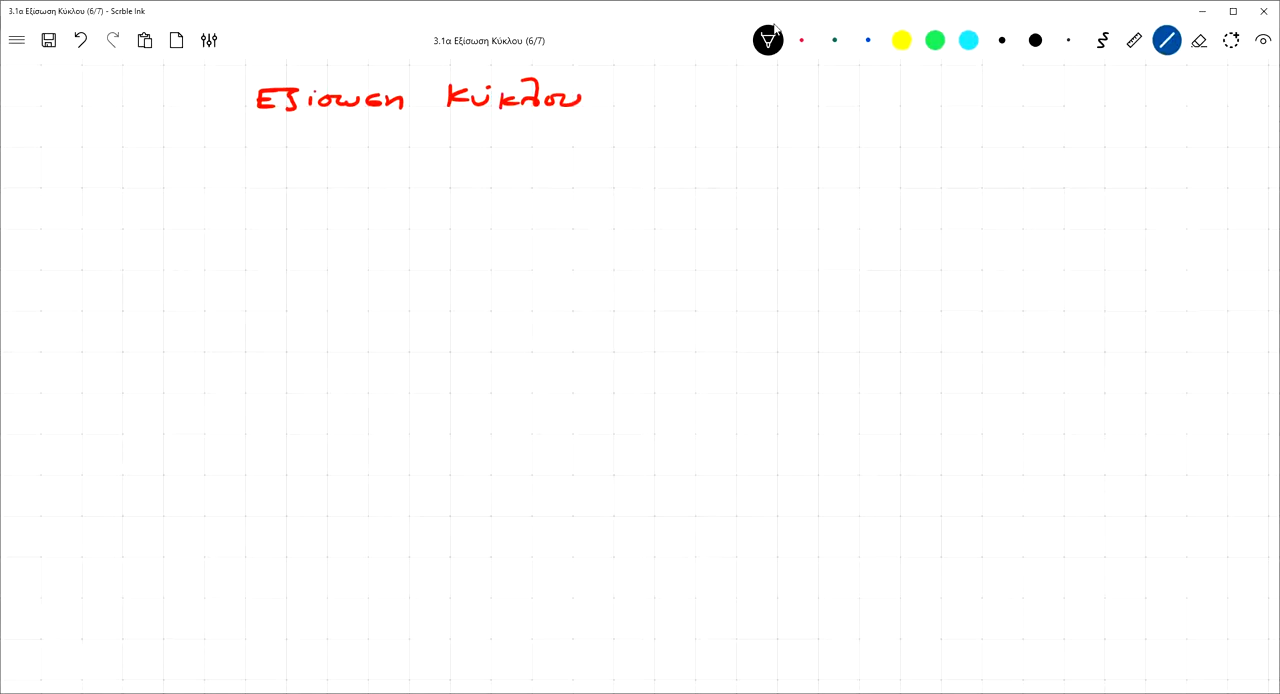 3.1α Εξίσωση Κύκλου (6/7) - Scrble Ink
3.1α Εξίσωση Κύκλου (6/7)
Εξίσωση Κύκλου